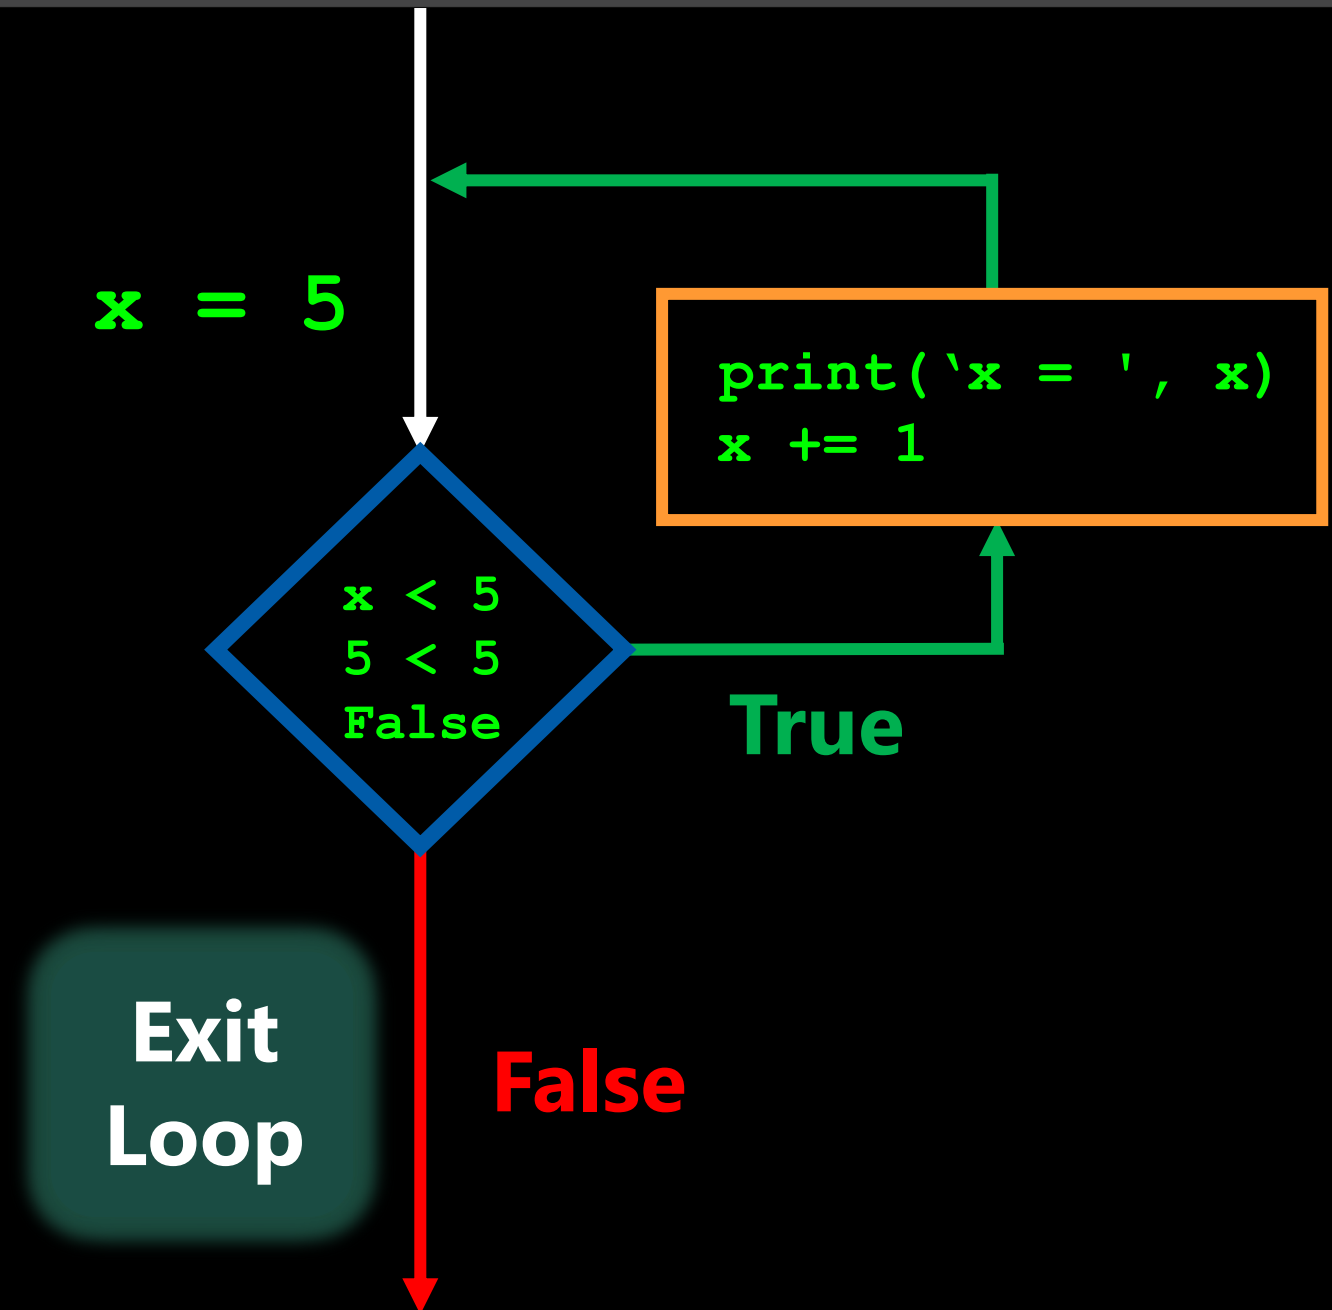 x = 5
print(‛x = ', x)
x += 1
x < 5
5 < 5
False
True
Exit
Loop
False